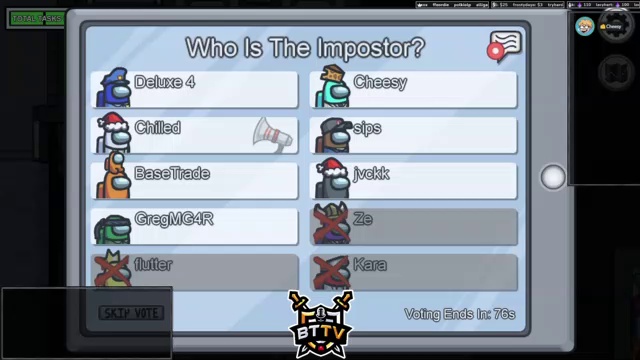 TOTAL TASKS
Who Is The Impostor?
Deluxe 4
Cheesy
Chilled
sips
BaseTrade
jvckk
GregMG4R
Ze
flutter
Kara
SKIP VOTE
Voting Ends In: 76s
BTTV
Cheesy